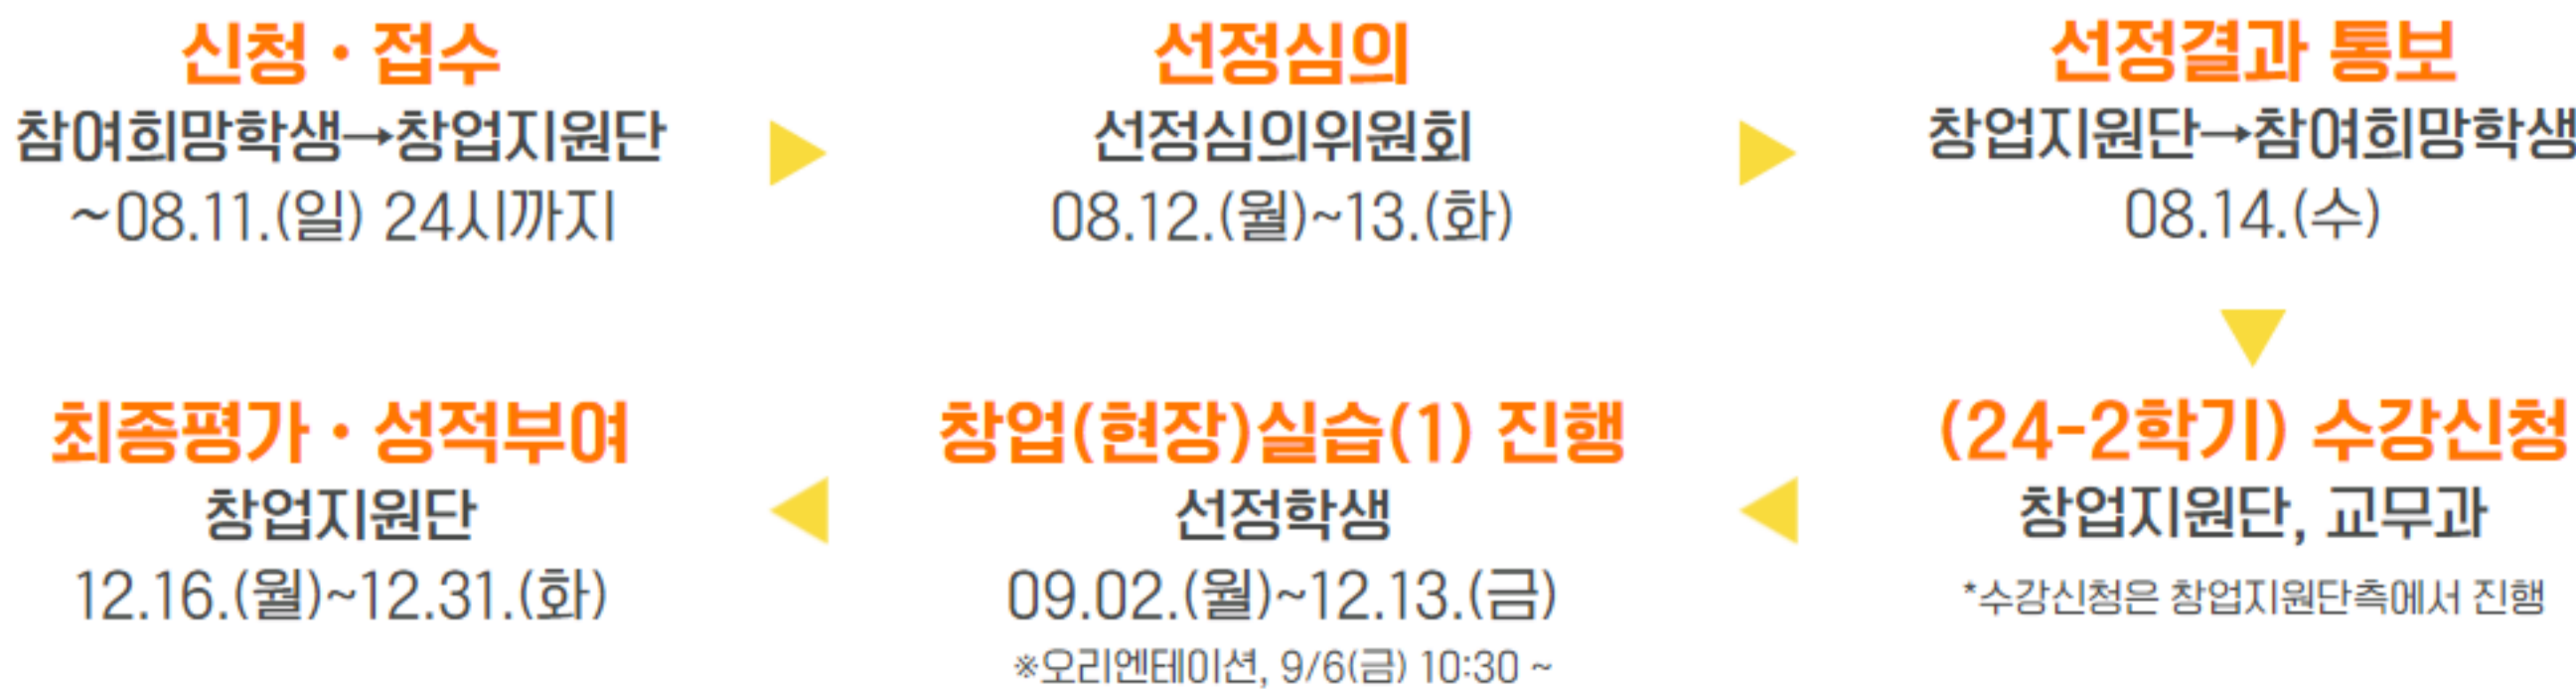 신청・접수
참여희망학생→창업지원단
~08.11.(일) 24시까지
선정심의
선정심의위원회
08.12.(월)~13.(화)
선정결과 통보
창업지원단→참여희망학생
08.14.(수)
(24-2학기) 수강신청
창업지원단, 교무과
*수강신청은 창업지원단측에서 진행
창업(현장)실습(1) 진행
선정학생
09.02.(월)~12.13.(금)
※오리엔테이션, 9/6(금) 10:30 ~
최종평가・성적부여
창업지원단
12.16.(월)~12.31.(화)